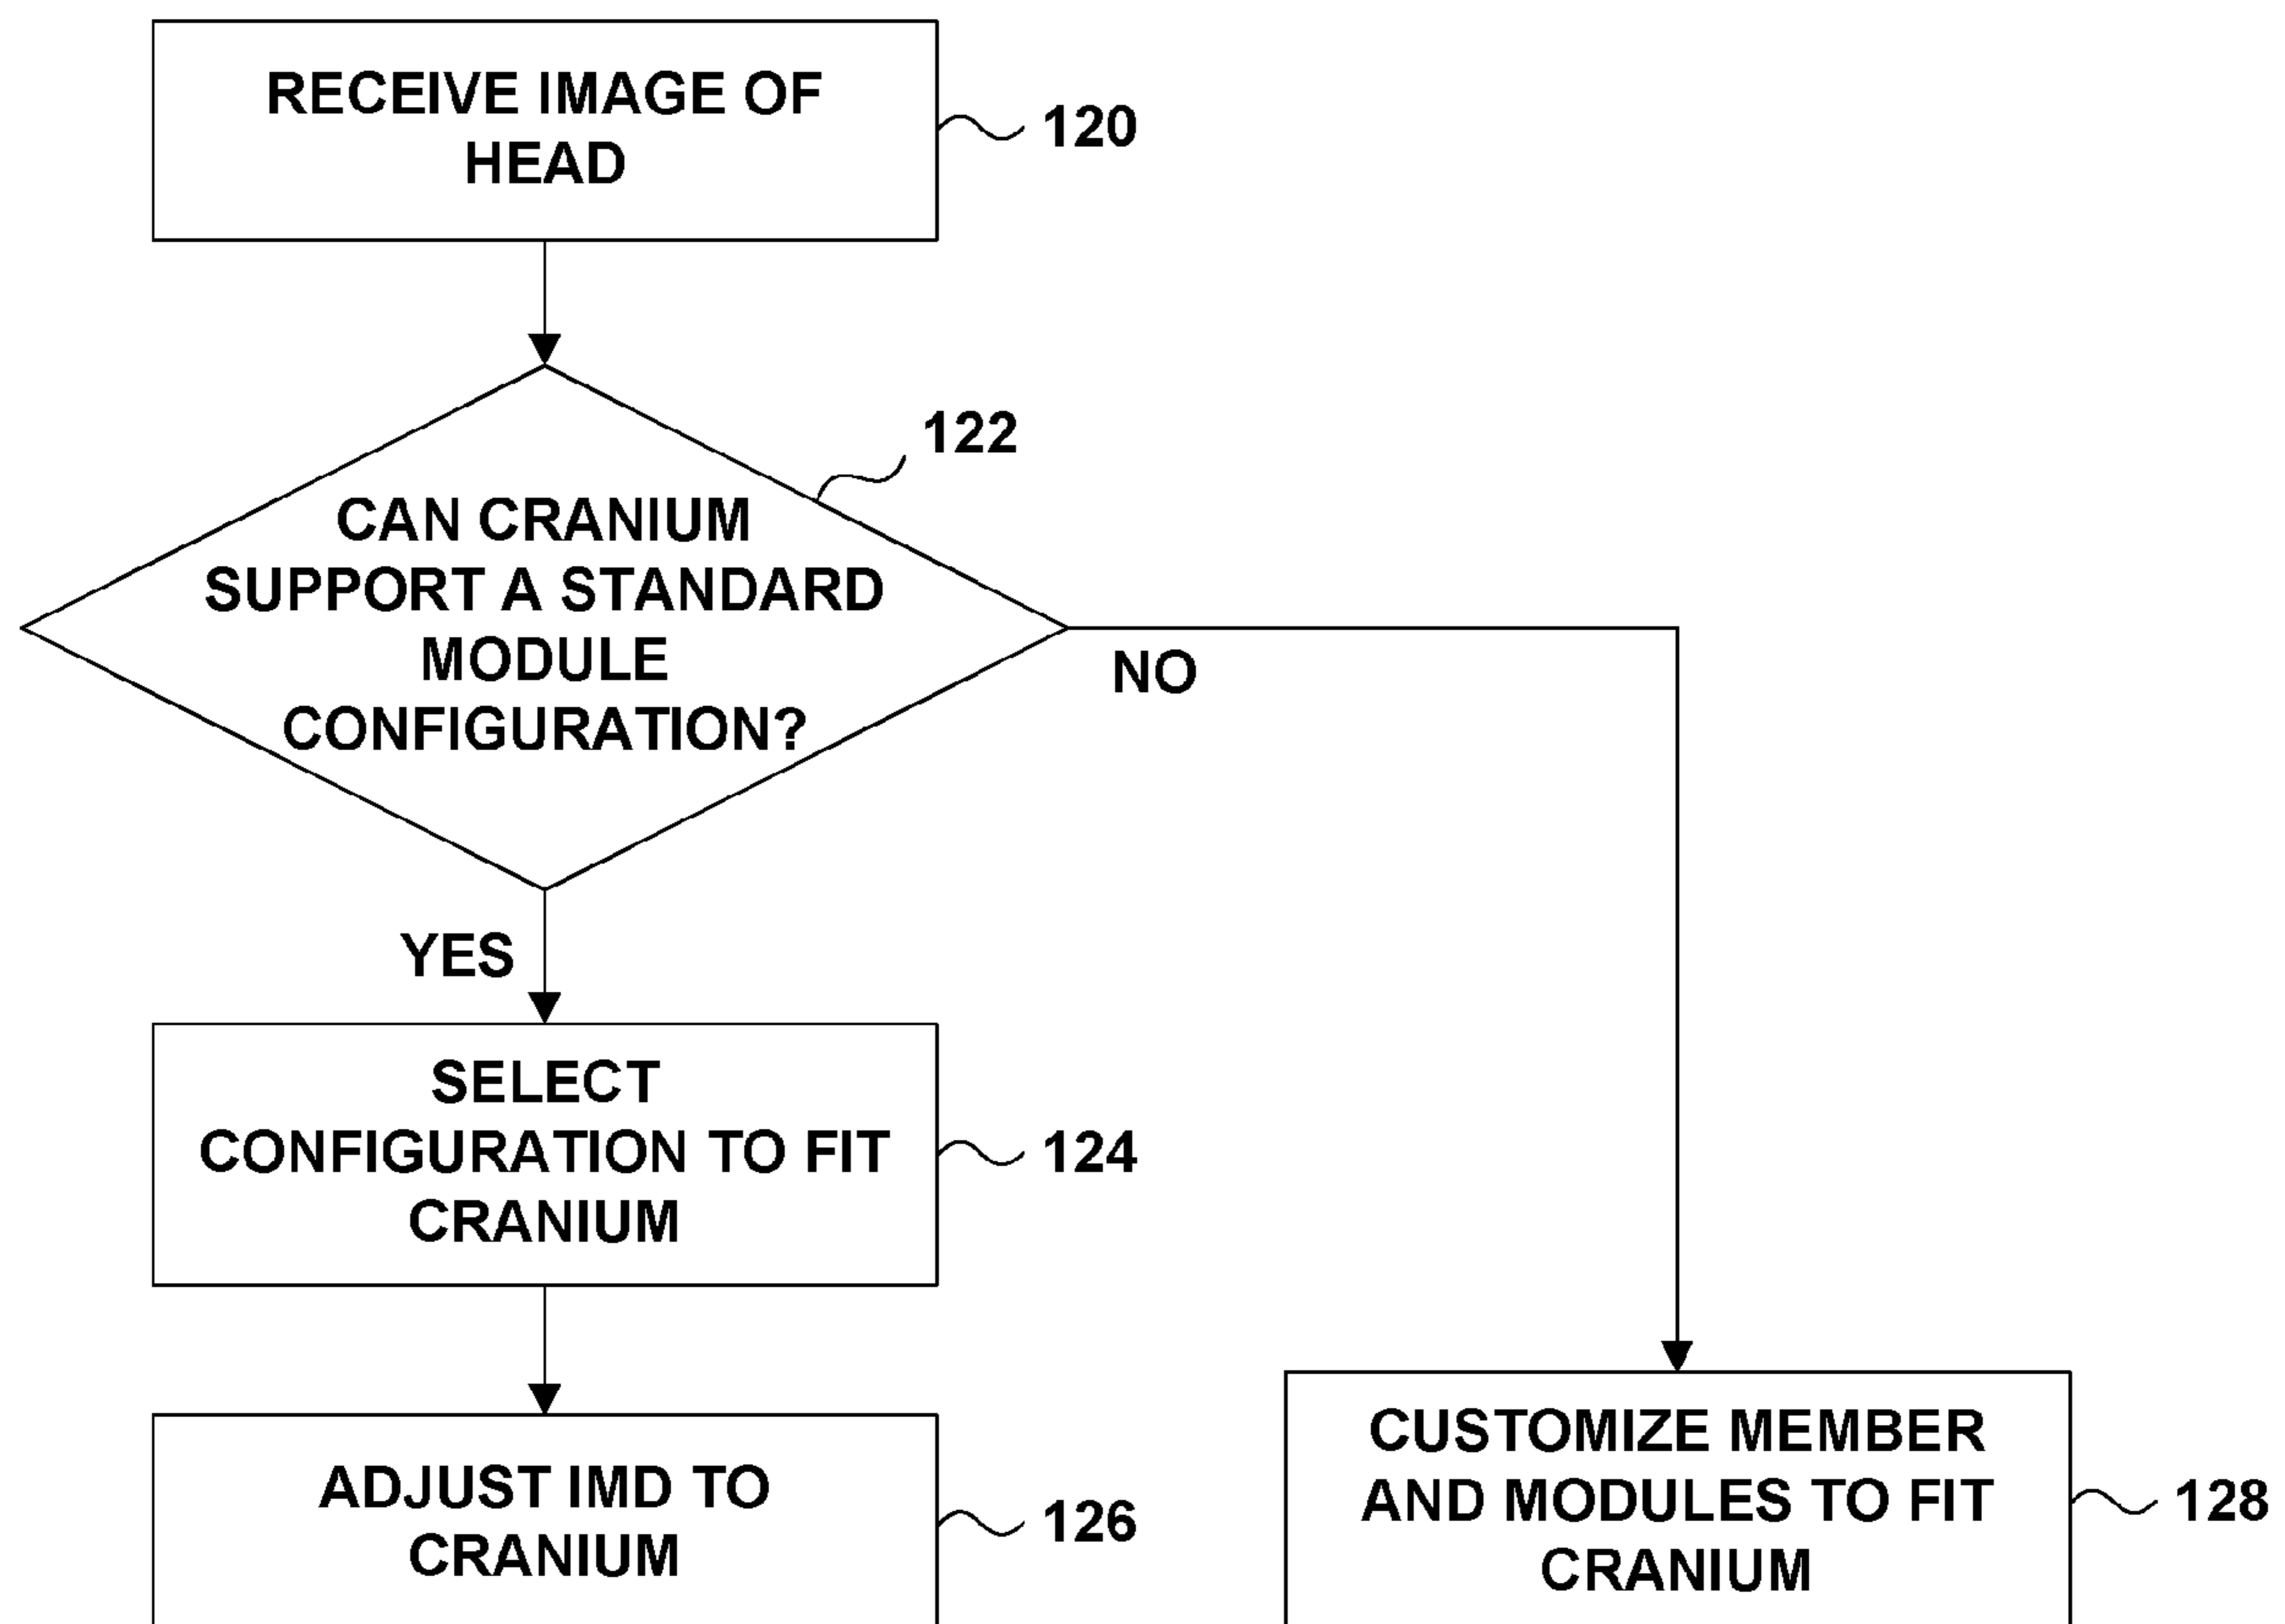 RECEIVE IMAGE OF
HEAD
120
122
CAN CRANIUM
SUPPORT A STANDARD
MODULE
CONFIGURATION?
NO
YES
SELECT
CONFIGURATION TO FIT
CRANIUM
124
ADJUST IMD TO
CRANIUM
126
CUSTOMIZE MEMBER
AND MODULES TO FIT
CRANIUM
128